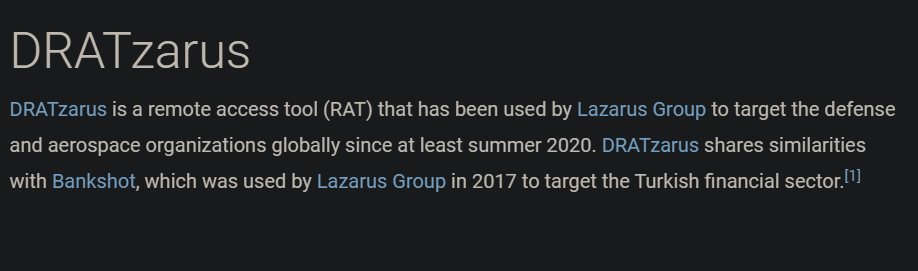 DRATzarus
DRATzarus is a remote access tool (RAT) that has been used by Lazarus Group to target the defense
and aerospace organizations globally since at least summer 2020. DRATzarus shares similarities
with Bankshot, which was used by Lazarus Group in 2017 to target the Turkish financial sector.[1]